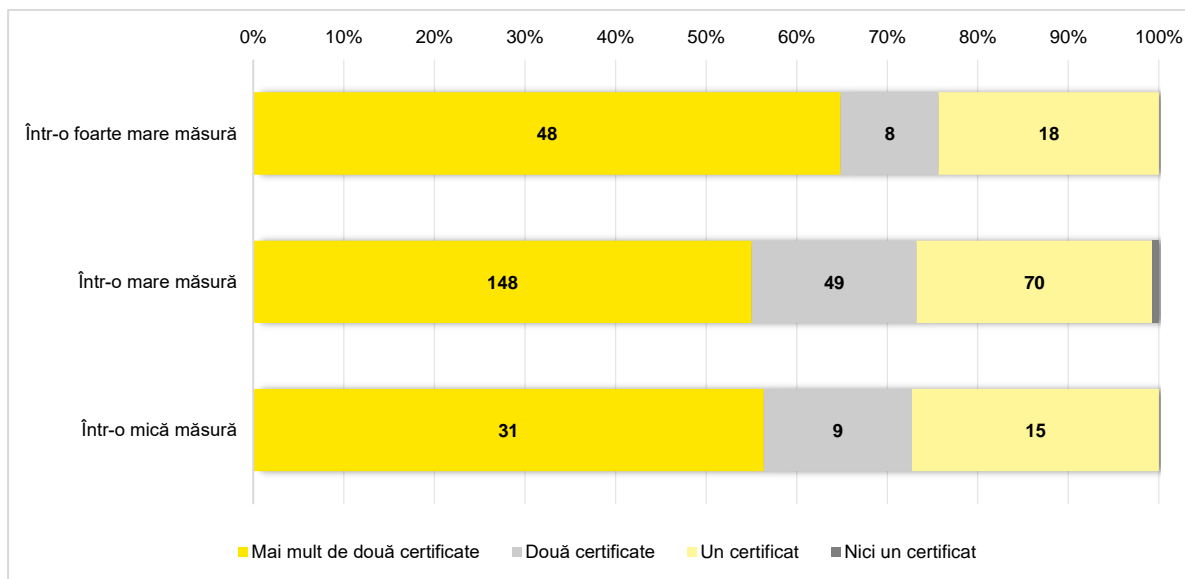 0% 10% 20% 30% 40% 50% 60% 70% 80% 90% 100%
Într-o foarte mare măsură 48 8 18
Într-o mare măsură 148 49 70
Într-o mică măsură 31 9 15
Mai mult de două certificate Două certificate Un certificat Nici un certificat